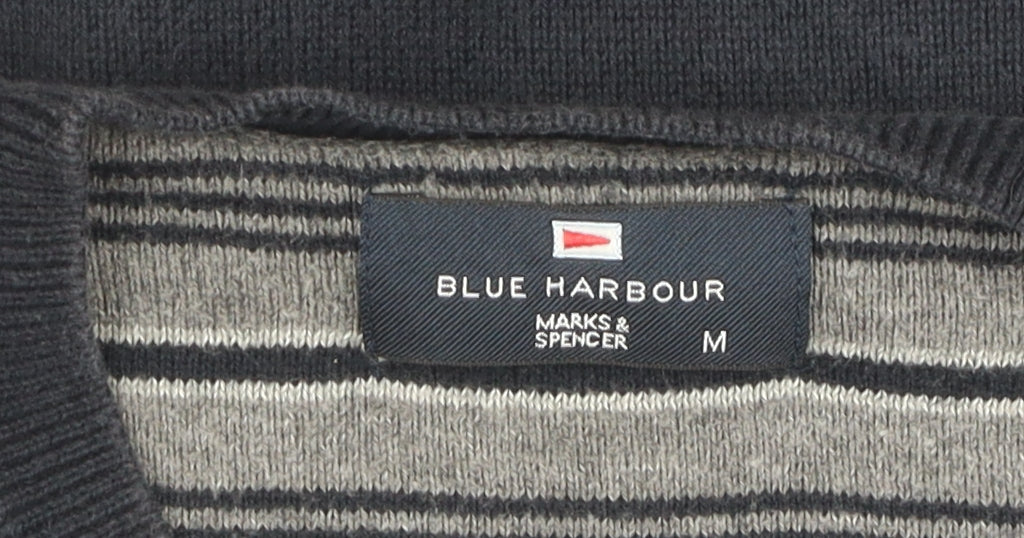 BLUE HARBOUR
MARKS &
SPENCER M